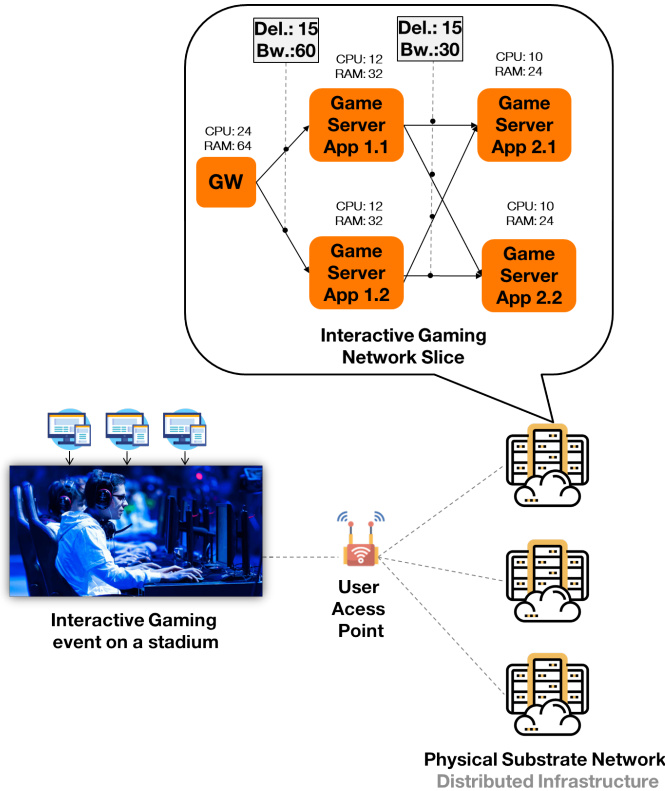 Del.: 15
Bw.:60
Del.: 15
Bw.:30
CPU: 12
RAM: 32
CPU: 10
RAM: 24
Game
Server
App 1.1
Game
Server
App 2.1
CPU: 24
RAM: 64
GW
CPU: 12
RAM: 32
CPU: 10
RAM: 24
Game
Server
App 1.2
Game
Server
App 2.2
Interactive Gaming
Network Slice
User
Acess
Point
Interactive Gaming
event on a stadium
Physical Substrate Network
Distributed Infrastructure